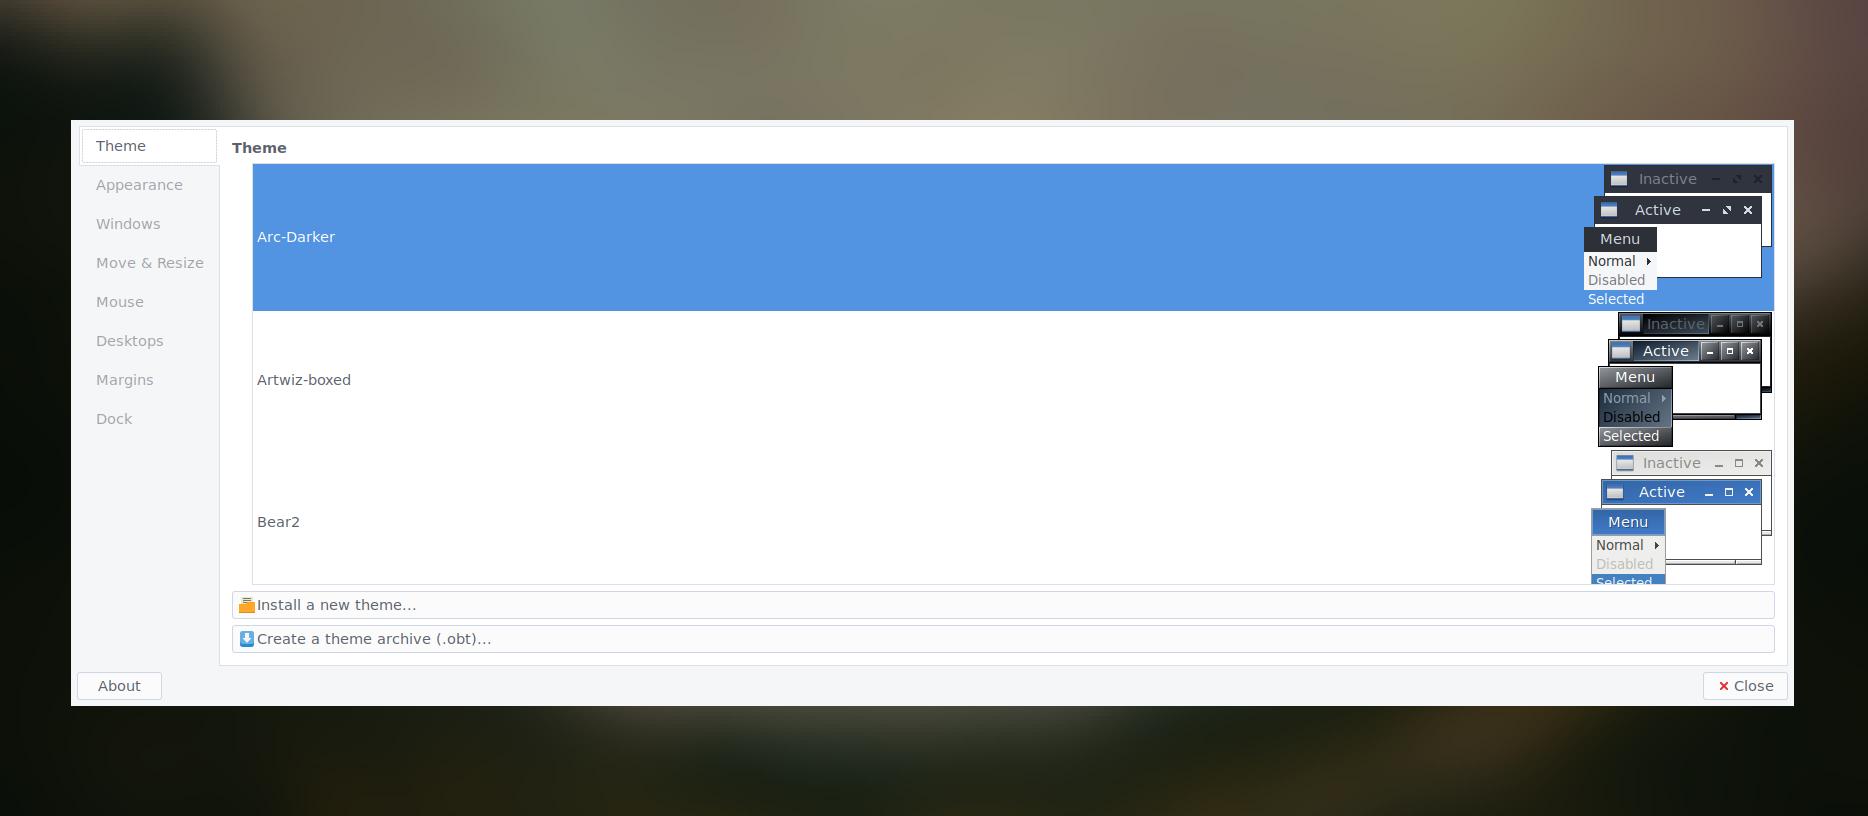 Theme
Appearance
Windows
Move & Resize
Mouse
Desktops
Margins
Dock
Theme
Arc-Darker
Inactive
Active
Menu
Normal
Disabled
Selected
Artwiz-boxed
Inactive
Active
Menu
Normal
Disabled
Selected
Bear2
Inactive
Active
Menu
Normal
Disabled
Selected
Install a new theme...
Create a theme archive (.obt)...
About
Close